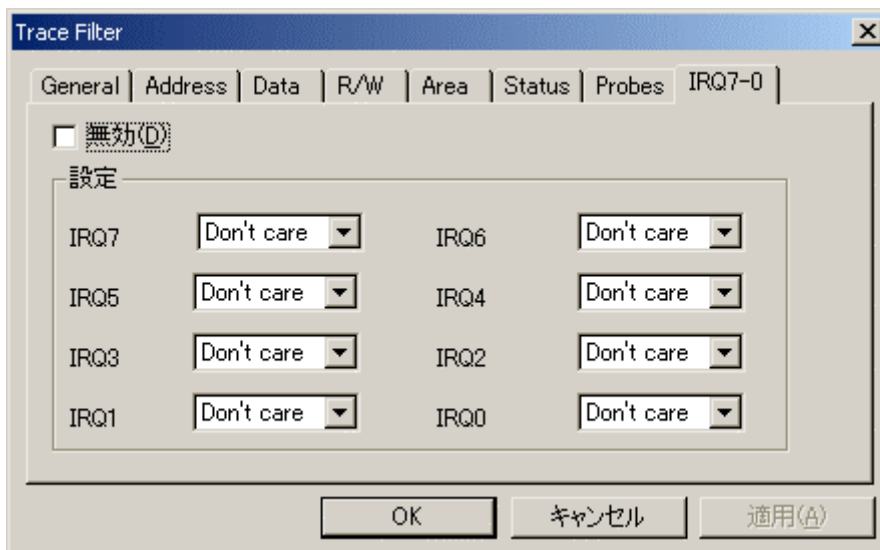 Trace Filter
General Address Data R/W Area Status Probes IRQ7-0
無効(D)
設定
IRQ7 Don't care IRQ6 Don't care
IRQ5 Don't care IRQ4 Don't care
IRQ3 Don't care IRQ2 Don't care
IRQ1 Don't care IRQ0 Don't care
OK キャンセル 適用(A)